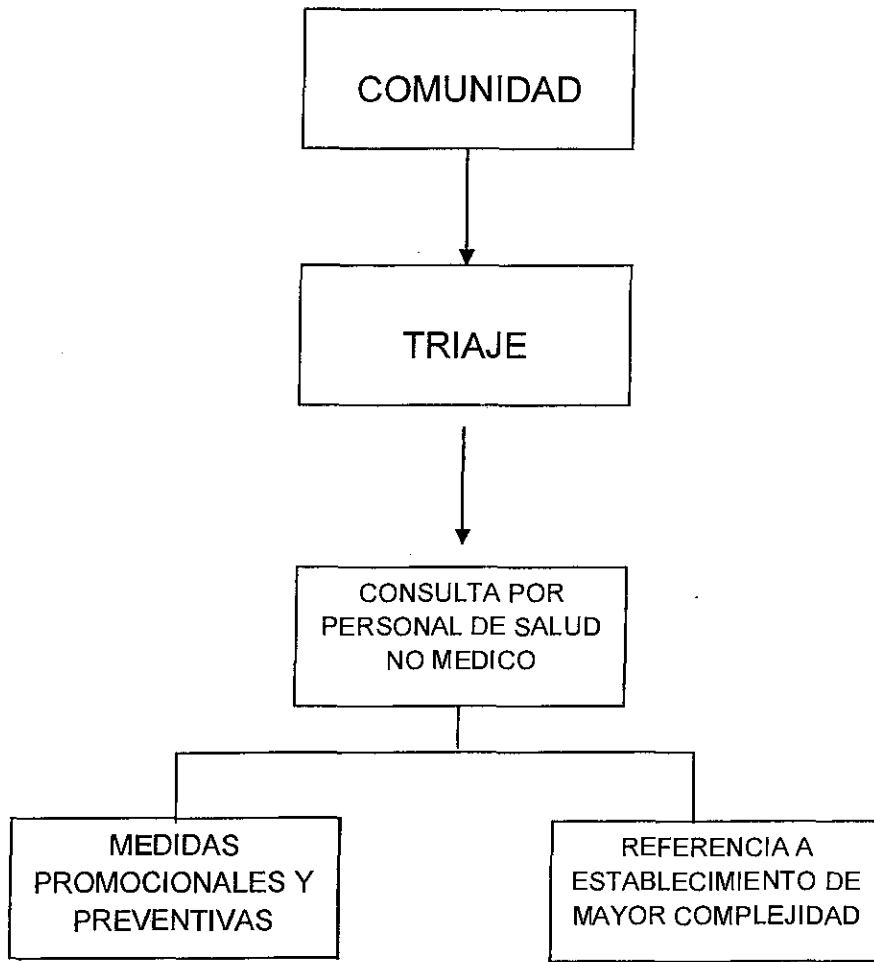 COMUNIDAD
TRIAJE
CONSULTA POR
PERSONAL DE SALUD
NO MEDICO
MEDIDAS
PROMOCIONALES Y
PREVENTIVAS
REFERENCIA A
ESTABLECIMIENTO DE
MAYOR COMPLEJIDAD